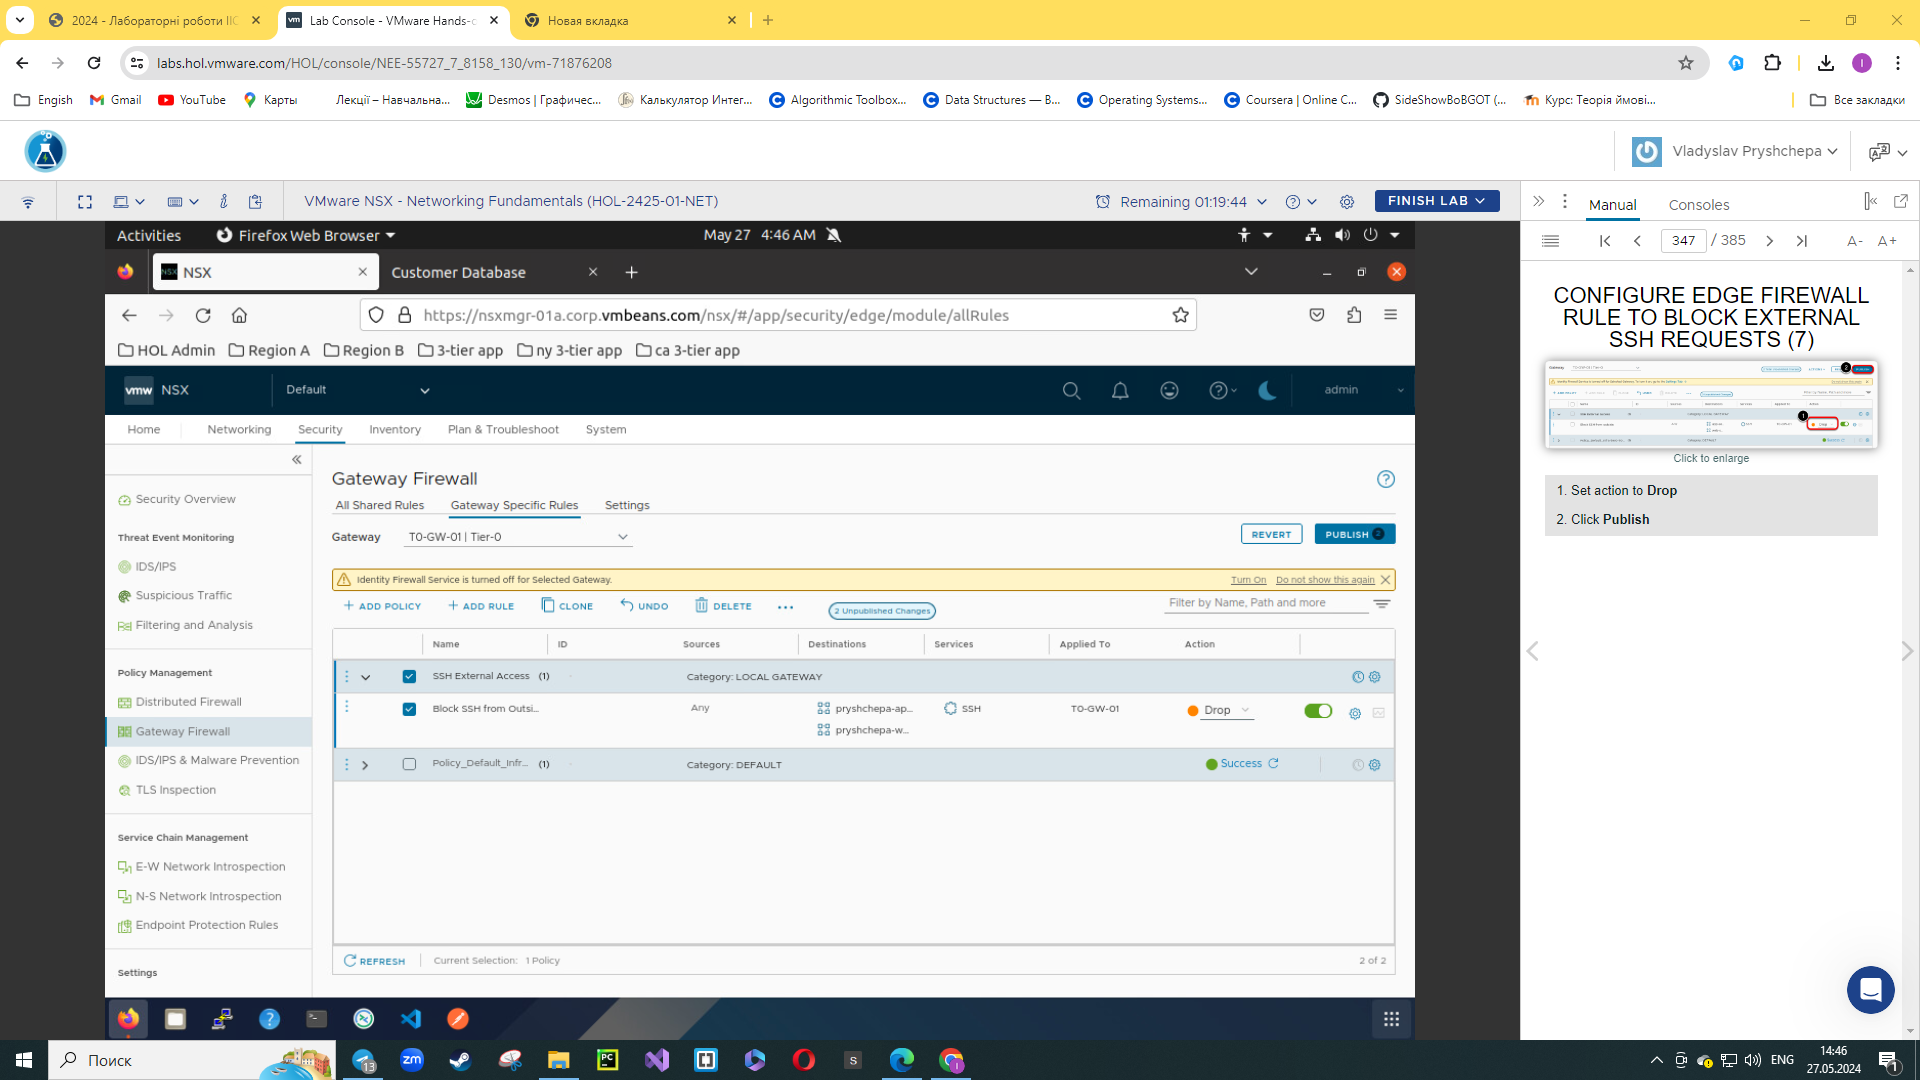 2024 - Лабораторні роботи ІІС
Lab Console - VMware Hands-o
Новая вкладка
labs.hol.vmware.com/HOL/console/NEE-55727_7_8158_130/vm-71876208
Engish
Gmail
YouTube
Карты
Лекції – Навчальна...
Desmos | Графичес...
Калькулятор Интег...
Algorithmic Toolbox...
Data Structures — В...
Operating Systems...
Coursera | Online C...
SideShowBoBGOT (...
Курс: Теорія ймові...
Все закладки
Vladyslav Pryshchepa
VMware NSX - Networking Fundamentals (HOL-2425-01-NET)
Remaining 01:19:44
FINISH LAB
Manual
Consoles
347 / 385
A-
A+
Activities
Firefox Web Browser
May 27 4:46 AM
NSX
Customer Database
https://nsxmgr-01a.corp.vmbeans.com/nsx/#/app/security/edge/module/allRules
HOL Admin
Region A
Region B
3-tier app
ny 3-tier app
ca 3-tier app
vmw NSX
Default
admin
Home
Networking
Security
Inventory
Plan & Troubleshoot
System
Security Overview
Threat Event Monitoring
IDS/IPS
Suspicious Traffic
Filtering and Analysis
Policy Management
Distributed Firewall
Gateway Firewall
IDS/IPS & Malware Prevention
TLS Inspection
Service Chain Management
E-W Network Introspection
N-S Network Introspection
Endpoint Protection Rules
Settings
Gateway Firewall
All Shared Rules
Gateway Specific Rules
Settings
Gateway
T0-GW-01 | Tier-0
REVERT
PUBLISH 2
Identity Firewall Service is turned off for Selected Gateway.
Turn On
Do not show this again
ADD POLICY
ADD RULE
CLONE
UNDO
DELETE
2 Unpublished Changes
Filter by Name, Path and more
Name
ID
Sources
Destinations
Services
Applied To
Action
SSH External Access (1)
Category: LOCAL GATEWAY
Block SSH from Outsi...
Any
pryshchepa-ap...
pryshchepa-w...
SSH
T0-GW-01
Drop
Policy_Default_Infr... (1)
Category: DEFAULT
Success
REFRESH
Current Selection: 1 Policy
2 of 2
CONFIGURE EDGE FIREWALL
RULE TO BLOCK EXTERNAL
SSH REQUESTS (7)
Click to enlarge
1. Set action to Drop
2. Click Publish
Поиск
13
zm
PC
S
ENG
14:46
27.05.2024
1